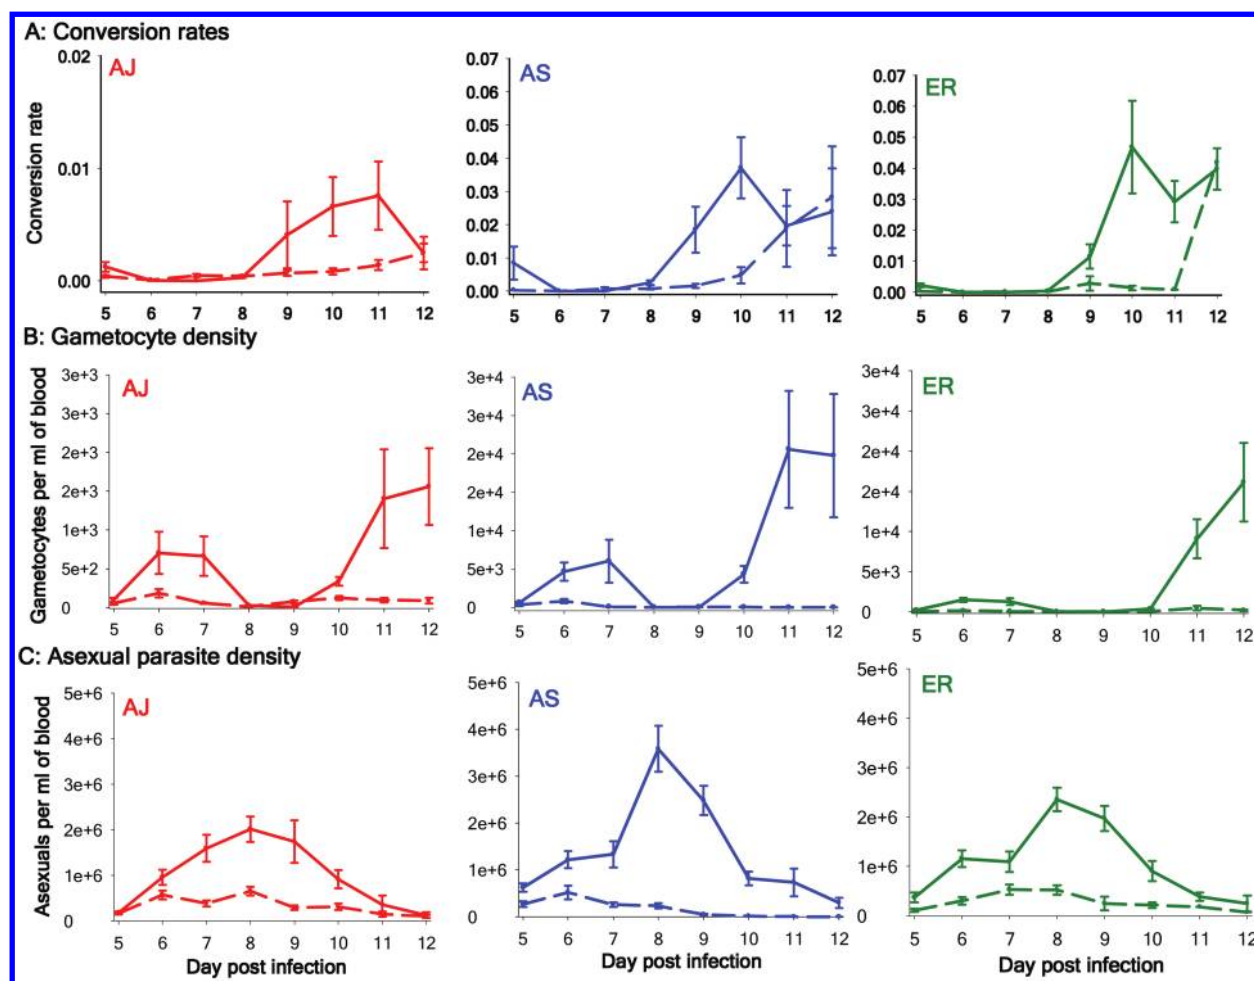 A: Conversion rates
AJ
AS
ER
Conversion rate
0.02
0.01
0.00
5 6 7 8 9 10 11 12
0.07
0.06
0.05
0.04
0.03
0.02
0.01
0.00
5 6 7 8 9 10 11 12
0.07
0.06
0.05
0.04
0.03
0.02
0.01
0.00
5 6 7 8 9 10 11 12
B: Gametocyte density
AJ
AS
ER
Gametocytes per ml of blood
3e+3
3e+3
2e+3
2e+3
1e+3
5e+2
0
5 6 7 8 9 10 11 12
3e+4
3e+4
2e+4
2e+4
1e+4
5e+3
0
5 6 7 8 9 10 11 12
3e+4
3e+4
2e+4
2e+4
1e+4
5e+3
0
5 6 7 8 9 10 11 12
C: Asexual parasite density
AJ
AS
ER
Asexuals per ml of blood
5e+6
4e+6
3e+6
2e+6
1e+6
0
5 6 7 8 9 10 11 12
Day post infection
5e+6
4e+6
3e+6
2e+6
1e+6
0
5 6 7 8 9 10 11 12
Day post infection
5e+6
4e+6
3e+6
2e+6
1e+6
0
5 6 7 8 9 10 11 12
Day post infection